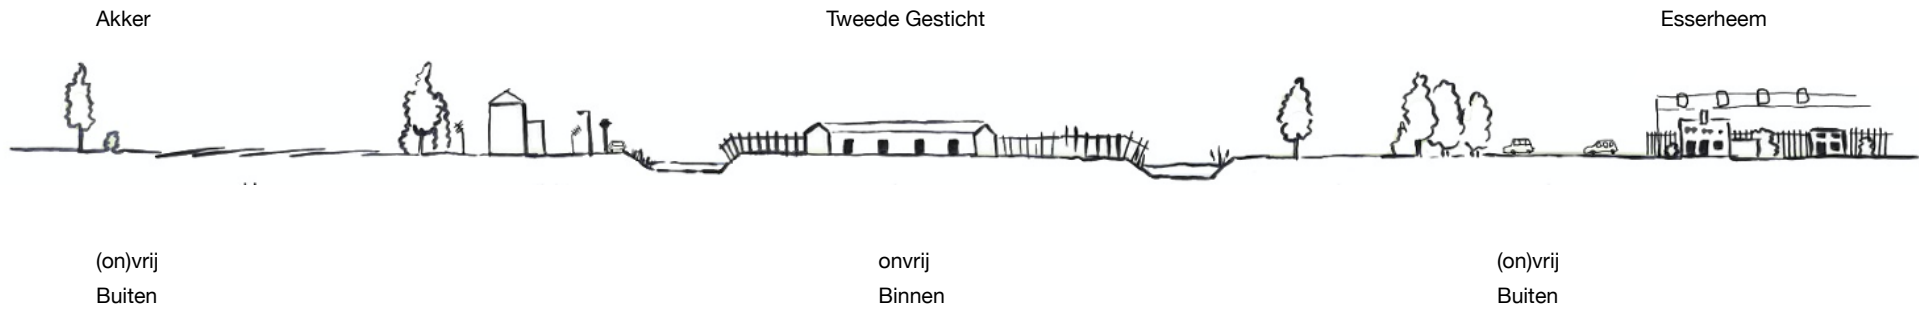 Akker
Tweede Gesticht
Esserheem
(on)vrij
Buiten
onvrij
Binnen
(on)vrij
Buiten